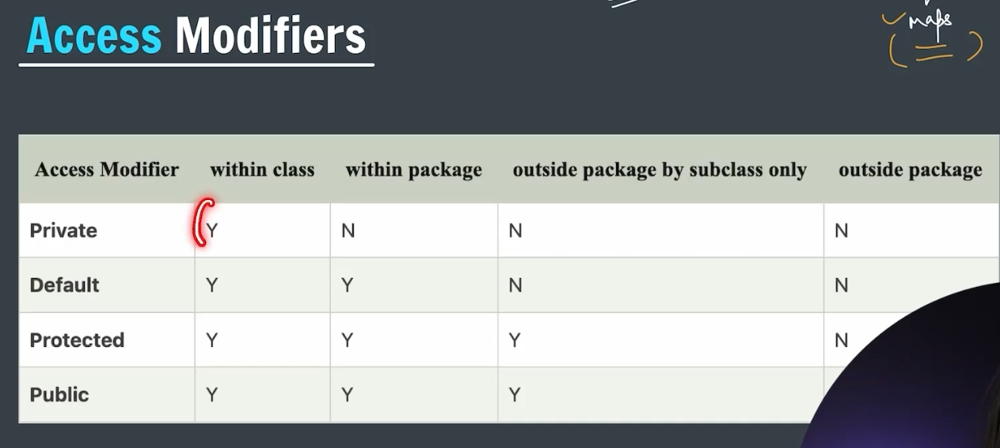 Access Modifiers
maps
Access Modifier within class within package outside package by subclass only outside package
Private Y N N N
Default Y Y N N
Protected Y Y Y N
Public Y Y Y